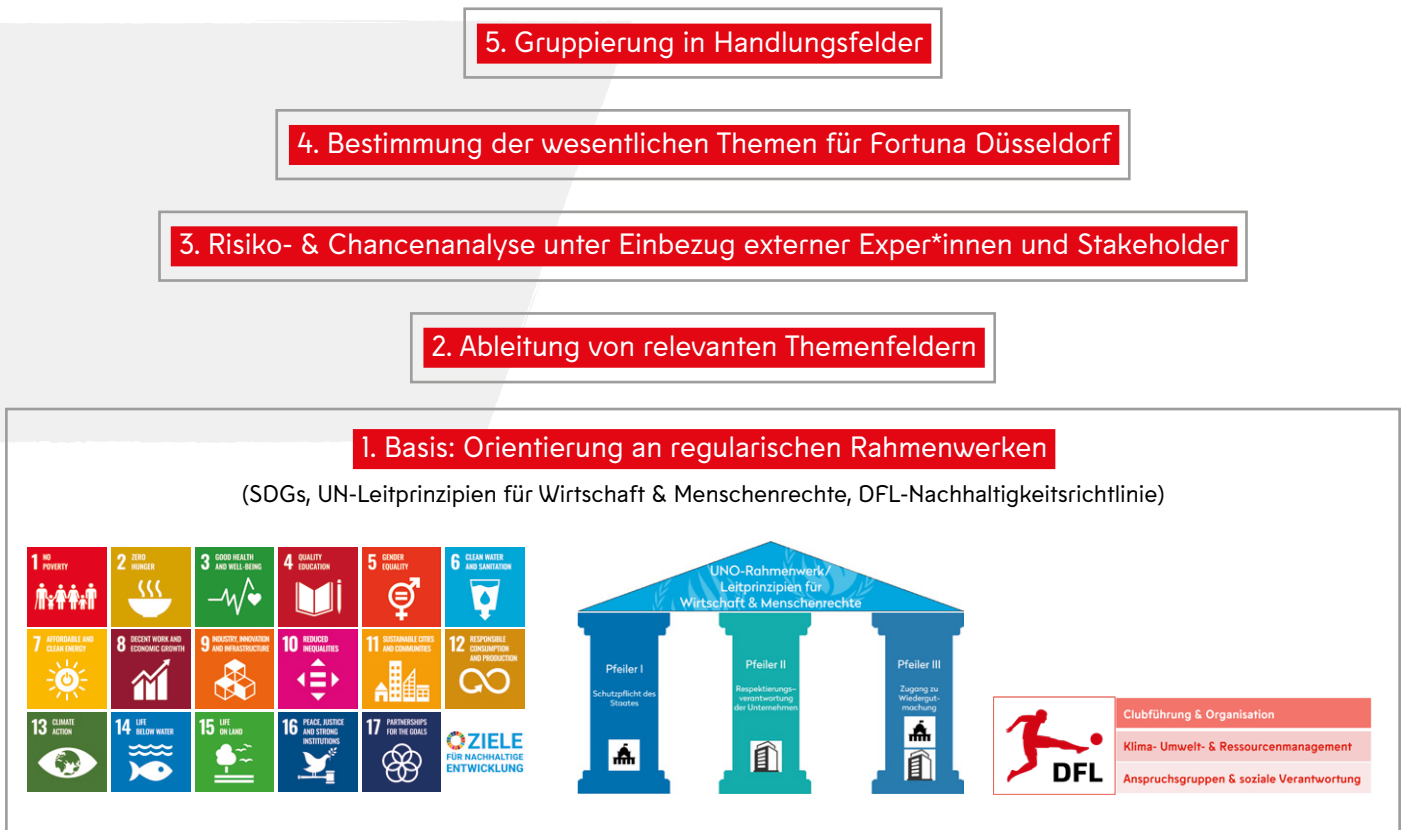 5. Gruppierung in Handlungsfelder
4. Bestimmung der wesentlichen Themen für Fortuna Düsseldorf
3. Risiko- & Chancenanalyse unter Einbezug externer Exper*innen und Stakeholder
2. Ableitung von relevanten Themenfeldern
1. Basis: Orientierung an regularischen Rahmenwerken
(SDGs, UN-Leitprinzipien für Wirtschaft & Menschenrechte, DFL-Nachhaltigkeitsrichtlinie)
1 NO
POVERTY
2 ZERO
HUNGER
3 GOOD HEALTH
AND WELL-BEING
4 QUALITY
EDUCATION
5 GENDER
EQUALITY
6 CLEAN WATER
AND SANITATION
7 AFFORDABLE AND
CLEAN ENERGY
8 DECENT WORK AND
ECONOMIC GROWTH
9 INDUSTRY, INNOVATION
AND INFRASTRUCTURE
10 REDUCED
INEQUALITIES
11 SUSTAINABLE CITIES
AND COMMUNITIES
12 RESPONSIBLE
CONSUMPTION
AND PRODUCTION
13 CLIMATE
ACTION
14 LIFE
BELOW WATER
15 LIFE
ON LAND
16 PEACE, JUSTICE
AND STRONG
INSTITUTIONS
17 PARTNERSHIPS
FOR THE GOALS
ZIELE
FÜR NACHHALTIGE
ENTWICKLUNG
UNO-Rahmenwerk/
Leitprinzipien für
Wirtschaft & Menschenrechte
Pfeiler I
Schutzpflicht des
Staates
Pfeiler II
Respektierungs-
verantwortung
der Unternehmen
Pfeiler III
Zugang zu
Wiedergut-
machung
DFL
Clubführung & Organisation
Klima- Umwelt- & Ressourcenmanagement
Anspruchsgruppen & soziale Verantwortung